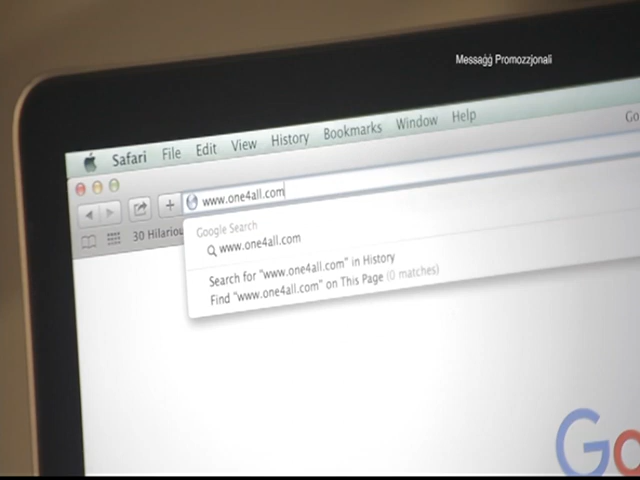 Messaġġ Promozzjonali
Safari File Edit View History Bookmarks Window Help
Go
www.one4all.com
30 Hilariou
Google Search
www.one4all.com
Search for "www.one4all.com" in History
Find "www.one4all.com" on This Page (0 matches)
Go